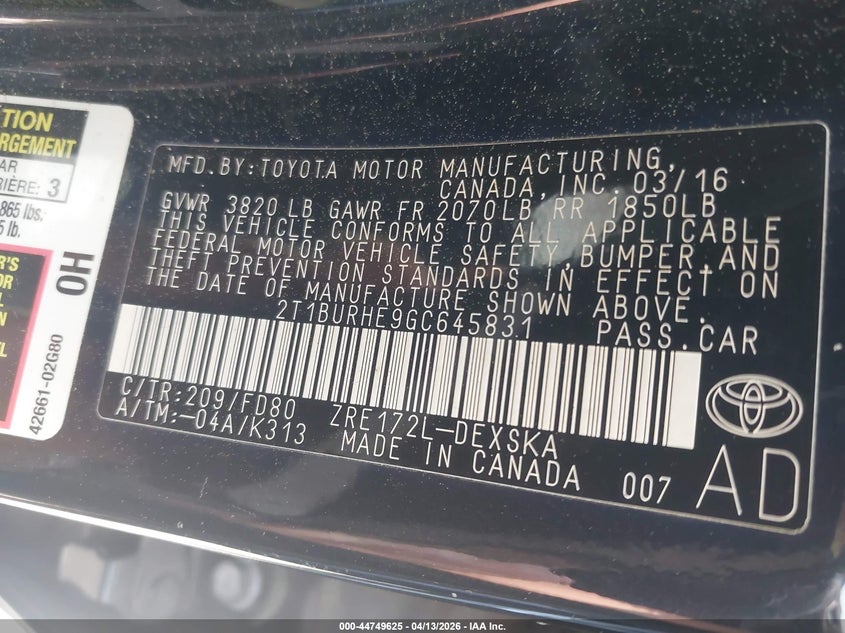 TION
RGEMENT
AR
RIÈRE: 3
865 lbs.
5 lb.
R'S
OR
L
N
EL
OH
42661-02G80
MFD.BY:TOYOTA MOTOR MANUFACTURING,
CANADA, INC. 03/16
GVWR 3820 LB GAWR FR 2070LB RR 1850LB
THIS VEHICLE CONFORMS TO ALL APPLICABLE
FEDERAL MOTOR VEHICLE SAFETY,BUMPER,AND
THEFT PREVENTION STANDARDS IN EFFECT ON
THE DATE OF MANUFACTURE SHOWN ABOVE.
2T1BURHE9GC645831 PASS.CAR
C/TR:209/FD80 ZRE172L-DEXSKA
A/TM:-04A/K313 MADE IN CANADA 007
AD
000-44749625 - 04/13/2026 - IAA Inc.